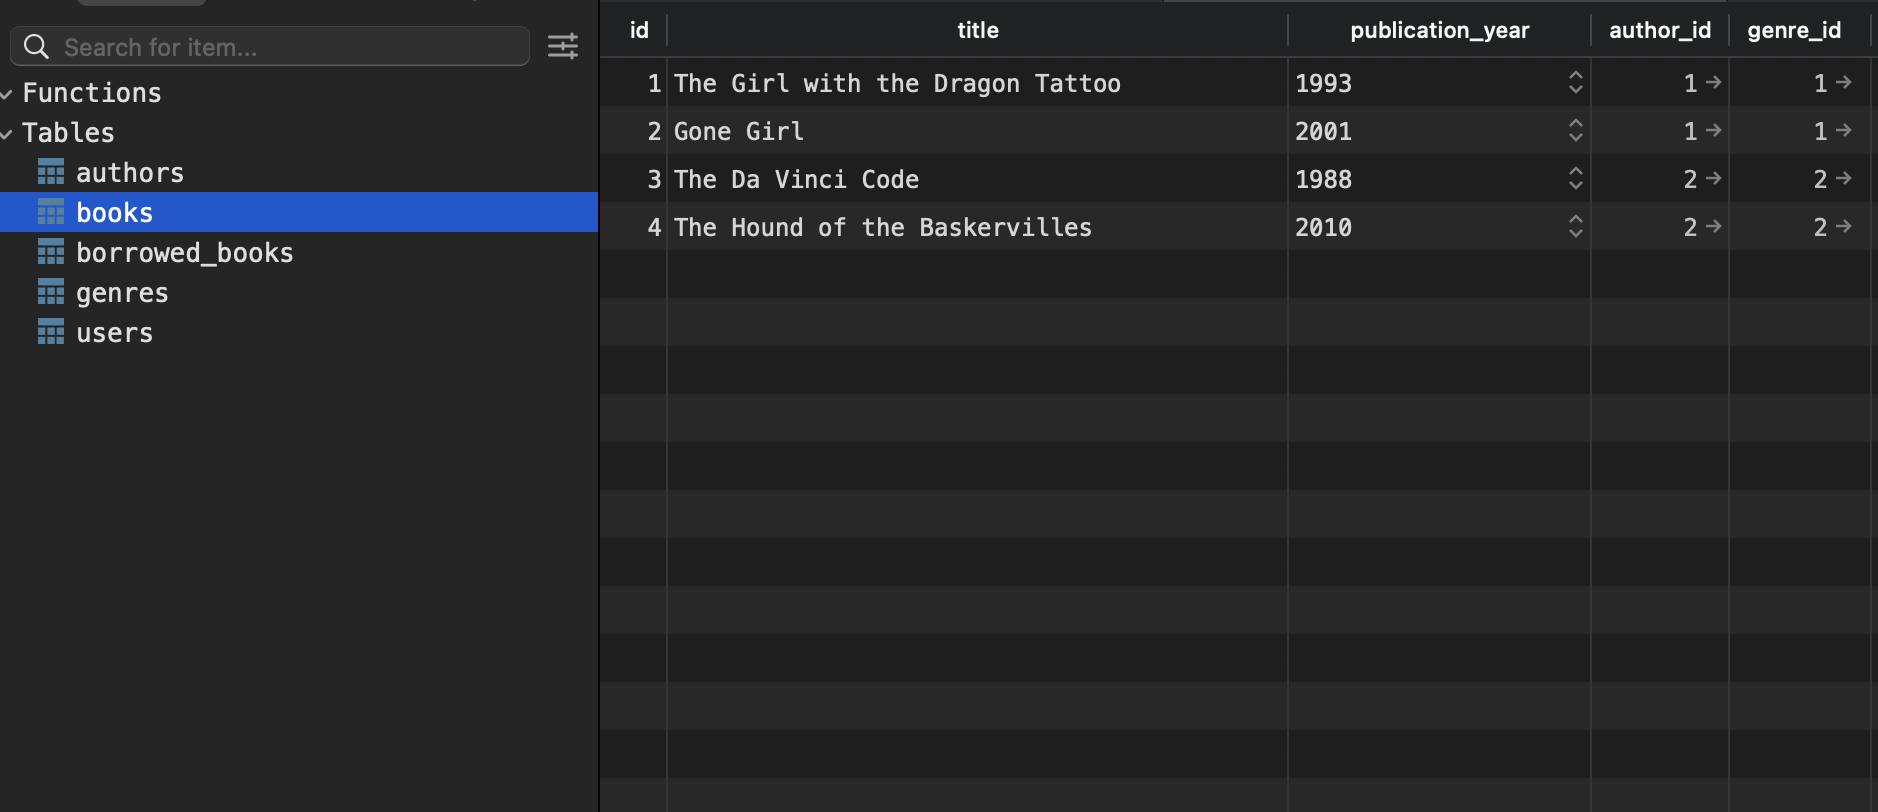 Search for item...
Functions
Tables
authors
books
borrowed_books
genres
users
id title publication_year author_id genre_id
1 The Girl with the Dragon Tattoo 1993 1 1
2 Gone Girl 2001 1 1
3 The Da Vinci Code 1988 2 2
4 The Hound of the Baskervilles 2010 2 2